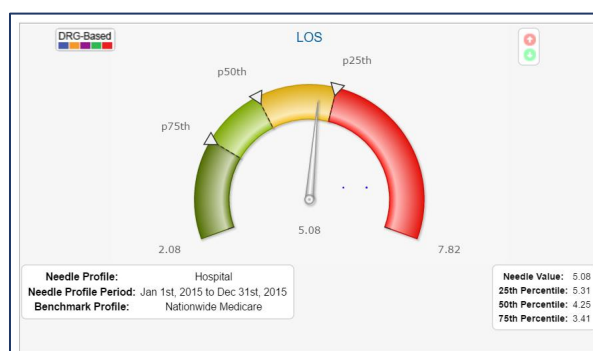 DRG-Based
LOS
p25th
p50th
p75th
5.08
2.08
7.82
Needle Profile: Hospital
Needle Profile Period: Jan 1st, 2015 to Dec 31st, 2015
Benchmark Profile: Nationwide Medicare
Needle Value: 5.08
25th Percentile: 5.31
50th Percentile: 4.25
75th Percentile: 3.41